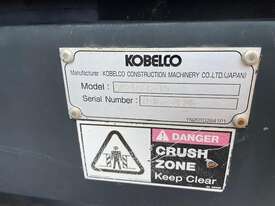 KOBELCO
Manufacturer: KOBELCO CONSTRUCTION MACHINERY CO.,LTD.(JAPAN)
Model:
Serial Number:
DANGER
CRUSH
ZONE
Keep Clear